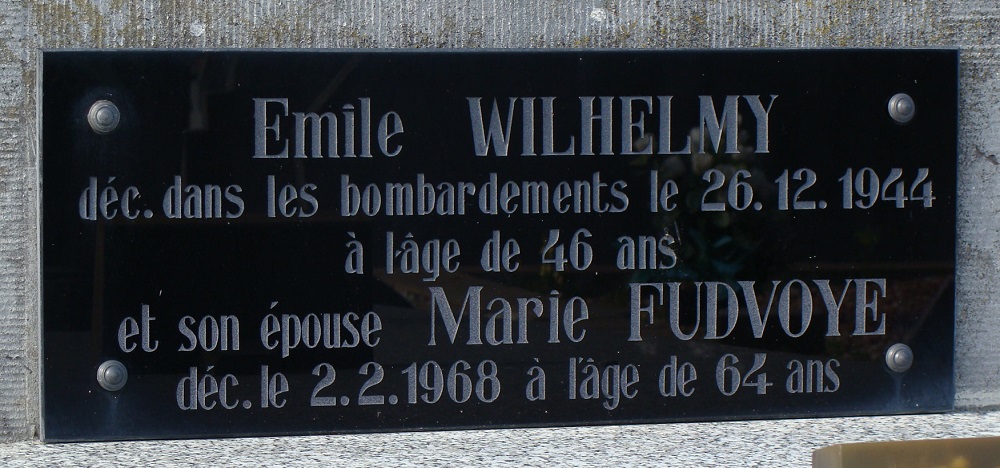 Emile WILHELMY
déc. dans les bombardements le 26.12.1944
à l'âge de 46 ans
et son épouse Marie FUDVOYE
déc. le 2.2.1968 à l'âge de 64 ans